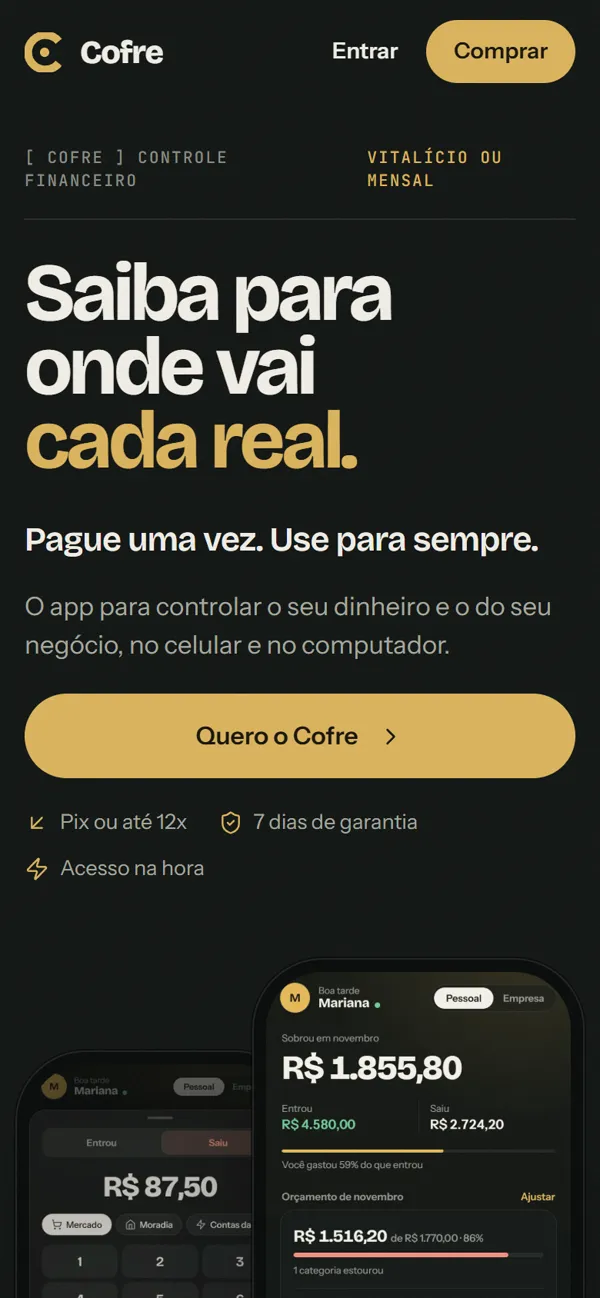 Cofre
Entrar
Comprar
[ COFRE ] CONTROLE
FINANCEIRO
VITALÍCIO OU
MENSAL
Saiba para
onde vai
cada real.
Pague uma vez. Use para sempre.
O app para controlar o seu dinheiro e o do seu
negócio, no celular e no computador.
Quero o Cofre
Pix ou até 12x
7 dias de garantia
Acesso na hora
M
Boa tarde
Mariana
Pessoal
Empresa
Sobrou em novembro
R$ 1.855,80
Entrou
Saiu
R$ 4.580,00
R$ 2.724,20
Você gastou 59% do que entrou
Orçamento de novembro
Ajustar
R$ 1.516,20 de R$ 1.770,00 · 86%
1 categoria estourou
M
Boa tarde
Mariana
Pessoal
Emp
Entrou
Saiu
R$ 87,50
Mercado
Moradia
Contas da
1
2
3